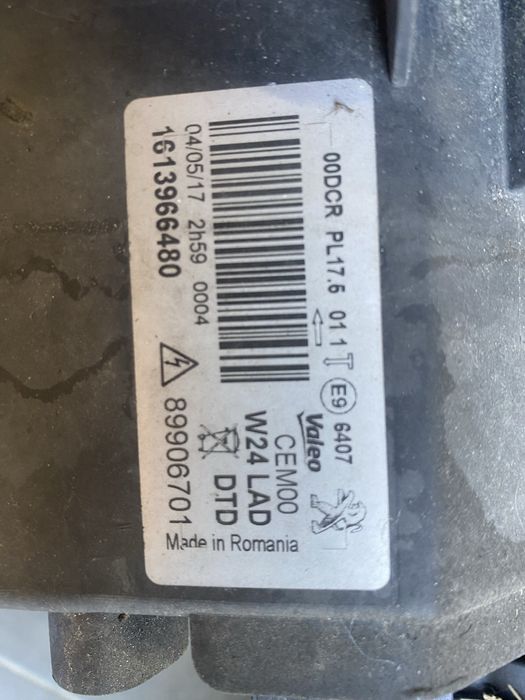 00DCR PL17.5 01 1
E9 6407
Valeo
04/05/17 2h59 0004
1613966480
CEM00
W24 LAD
DTD
89906701
Made in Romania